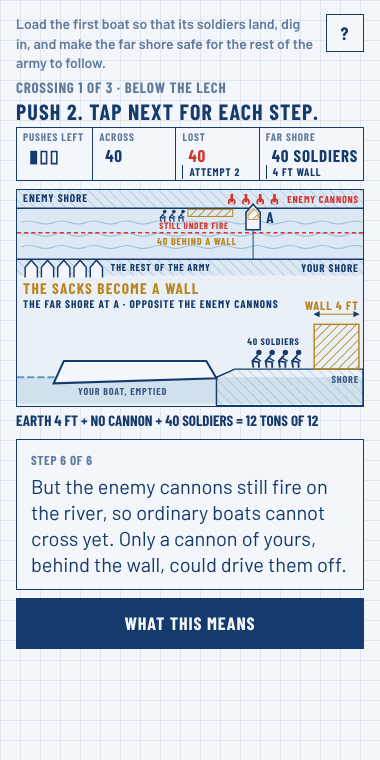 Load the first boat so that its soldiers land, dig
in, and make the far shore safe for the rest of the
army to follow.
?
CROSSING 1 OF 3 · BELOW THE LECH
PUSH 2. TAP NEXT FOR EACH STEP.
PUSHES LEFT
ACROSS
40
LOST
40
ATTEMPT 2
FAR SHORE
40 SOLDIERS
4 FT WALL
ENEMY SHORE
ENEMY CANNONS
A
STILL UNDER FIRE
40 BEHIND A WALL
THE REST OF THE ARMY
YOUR SHORE
THE SACKS BECOME A WALL
THE FAR SHORE AT A · OPPOSITE THE ENEMY CANNONS
WALL 4 FT
40 SOLDIERS
SHORE
YOUR BOAT, EMPTIED
EARTH 4 FT + NO CANNON + 40 SOLDIERS = 12 TONS OF 12
STEP 6 OF 6
But the enemy cannons still fire on
the river, so ordinary boats cannot
cross yet. Only a cannon of yours,
behind the wall, could drive them off.
WHAT THIS MEANS